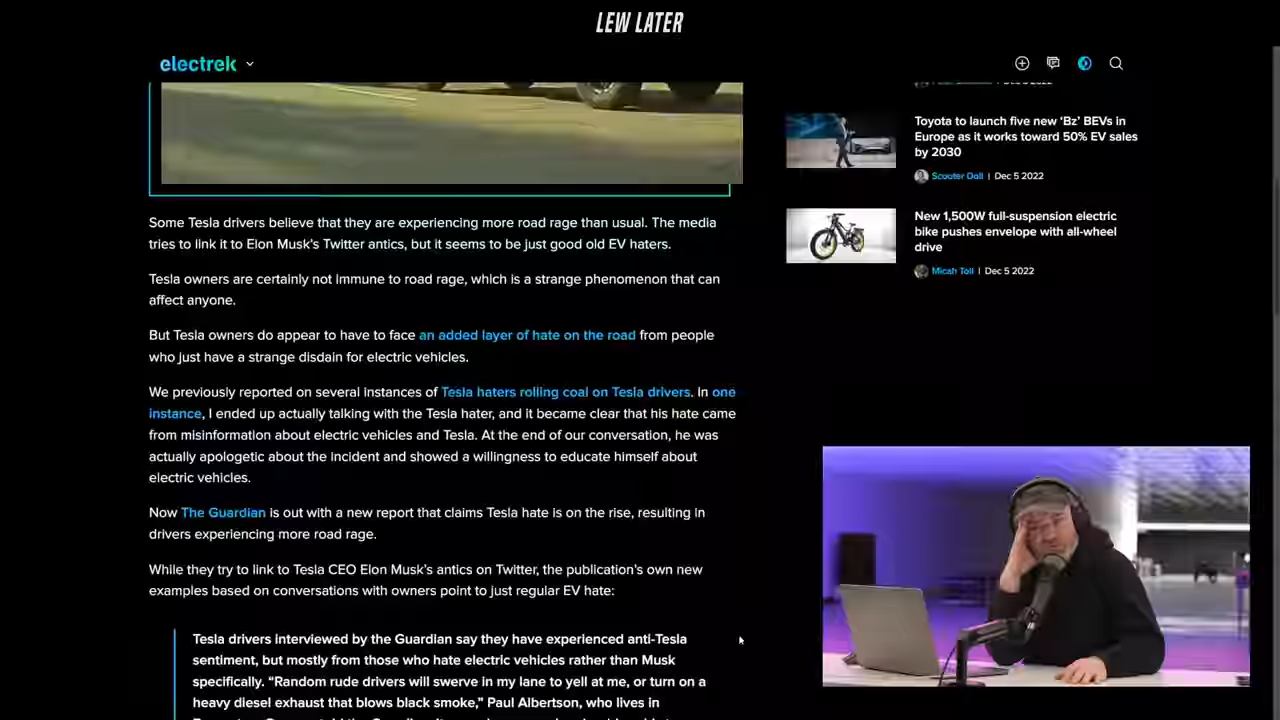 LEW LATER
electrek
Toyota to launch five new ‘Bz’ BEVs in
Europe as it works toward 50% EV sales
by 2030
Scooter Doll | Dec 5 2022
New 1,500W full-suspension electric
bike pushes envelope with all-wheel
drive
Micah Toll | Dec 5 2022
Some Tesla drivers believe that they are experiencing more road rage than usual. The media
tries to link it to Elon Musk’s Twitter antics, but it seems to be just good old EV haters.
Tesla owners are certainly not immune to road rage, which is a strange phenomenon that can
affect anyone.
But Tesla owners do appear to have to face an added layer of hate on the road from people
who just have a strange disdain for electric vehicles.
We previously reported on several instances of Tesla haters rolling coal on Tesla drivers. In one
instance, I ended up actually talking with the Tesla hater, and it became clear that his hate came
from misinformation about electric vehicles and Tesla. At the end of our conversation, he was
actually apologetic about the incident and showed a willingness to educate himself about
electric vehicles.
Now The Guardian is out with a new report that claims Tesla hate is on the rise, resulting in
drivers experiencing more road rage.
While they try to link to Tesla CEO Elon Musk’s antics on Twitter, the publication’s own new
examples based on conversations with owners point to just regular EV hate:
Tesla drivers interviewed by the Guardian say they have experienced anti-Tesla
sentiment, but mostly from those who hate electric vehicles rather than Musk
specifically. “Random rude drivers will swerve in my lane to yell at me, or turn on a
heavy diesel exhaust that blows black smoke,” Paul Albertson, who lives in